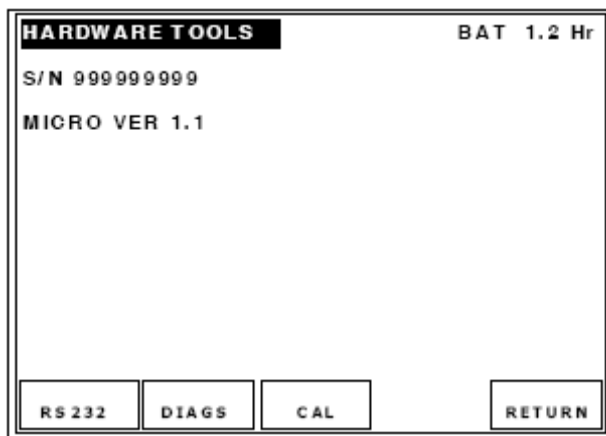 HARDWARE TOOLS BAT 1.2 Hr
S/N 999999999
MICRO VER 1.1
RS232 DIAGS CAL RETURN